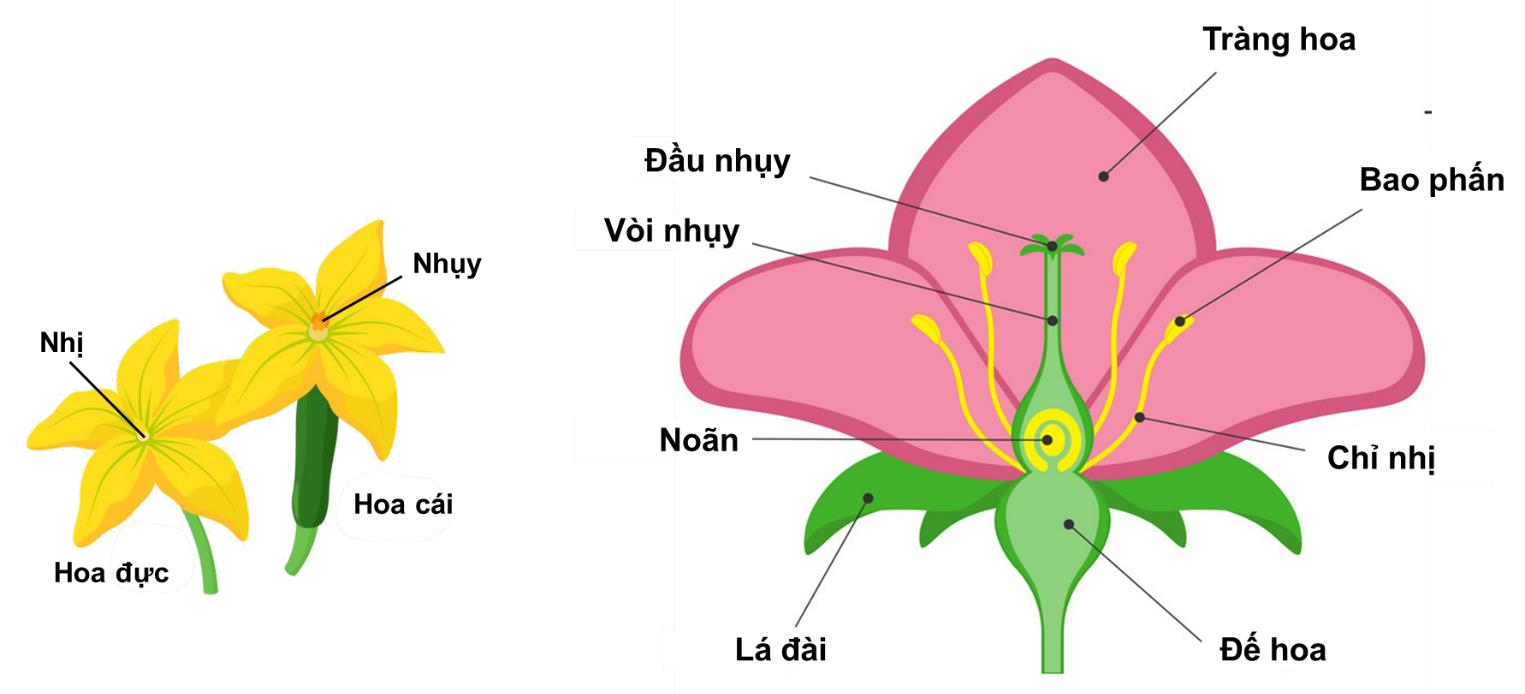 Nhụy
Nhị
Hoa cái
Hoa đực
Tràng hoa
Đầu nhụy
Bao phấn
Vòi nhụy
Noãn
Chỉ nhị
Lá đài
Đế hoa